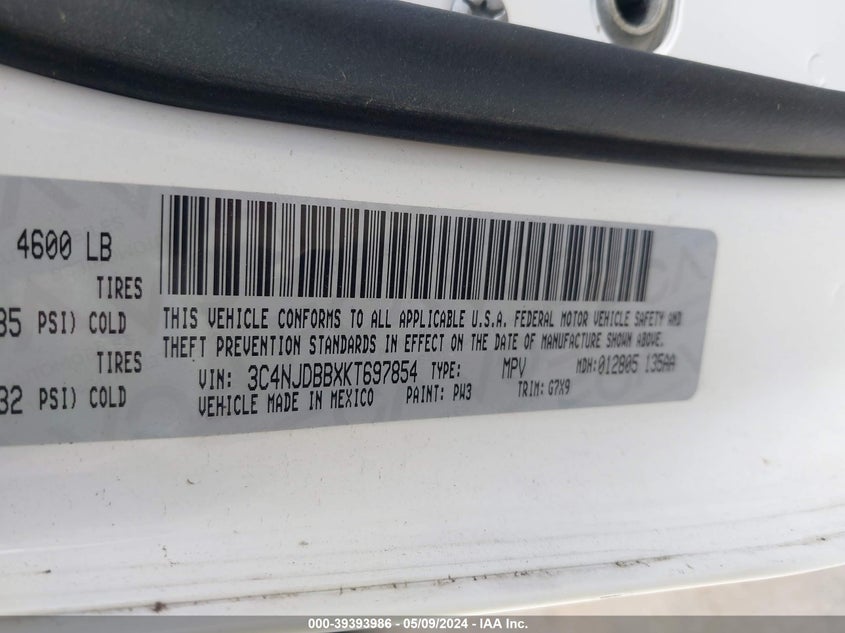 4600 LB
TIRES
35 PSI) COLD
TIRES
32 PSI) COLD
THIS VEHICLE CONFORMS TO ALL APPLICABLE U.S.A. FEDERAL MOTOR VEHICLE SAFETY AND
THEFT PREVENTION STANDARDS IN EFFECT ON THE DATE OF MANUFACTURE SHOWN ABOVE.
VIN: 3C4NJDBBXKT697854 TYPE: MPV MDH:012805 135AA
VEHICLE MADE IN MEXICO PAINT: PW3 TRIM: G7X9
000-39393986 - 05/09/2024 - IAA Inc.